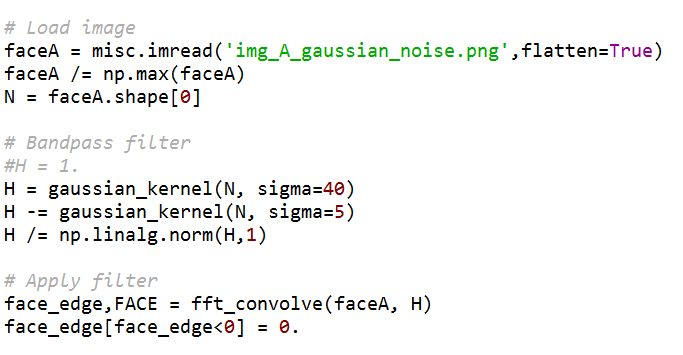 # Load image
faceA = misc.imread('img_A_gaussian_noise.png',flatten=True)
faceA /= np.max(faceA)
N = faceA.shape[0]
# Bandpass filter
#H = 1.
H = gaussian_kernel(N, sigma=40)
H -= gaussian_kernel(N, sigma=5)
H /= np.linalg.norm(H,1)
# Apply filter
face_edge,FACE = fft_convolve(faceA, H)
face_edge[face_edge<0] = 0.